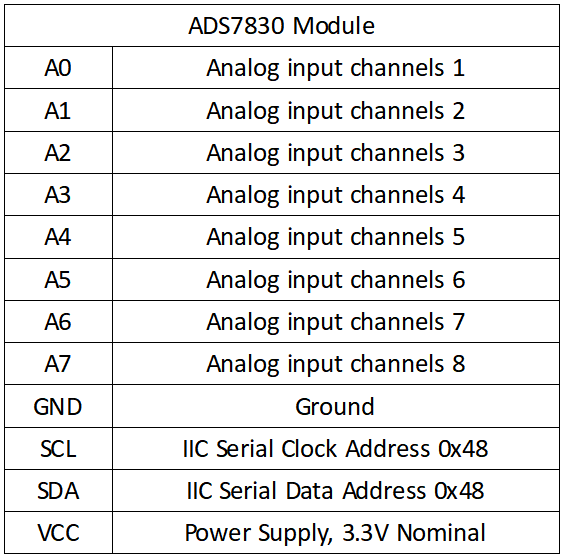 ADS7830 Module
A0 Analog input channels 1
A1 Analog input channels 2
A2 Analog input channels 3
A3 Analog input channels 4
A4 Analog input channels 5
A5 Analog input channels 6
A6 Analog input channels 7
A7 Analog input channels 8
GND Ground
SCL IIC Serial Clock Address 0x48
SDA IIC Serial Data Address 0x48
VCC Power Supply, 3.3V Nominal